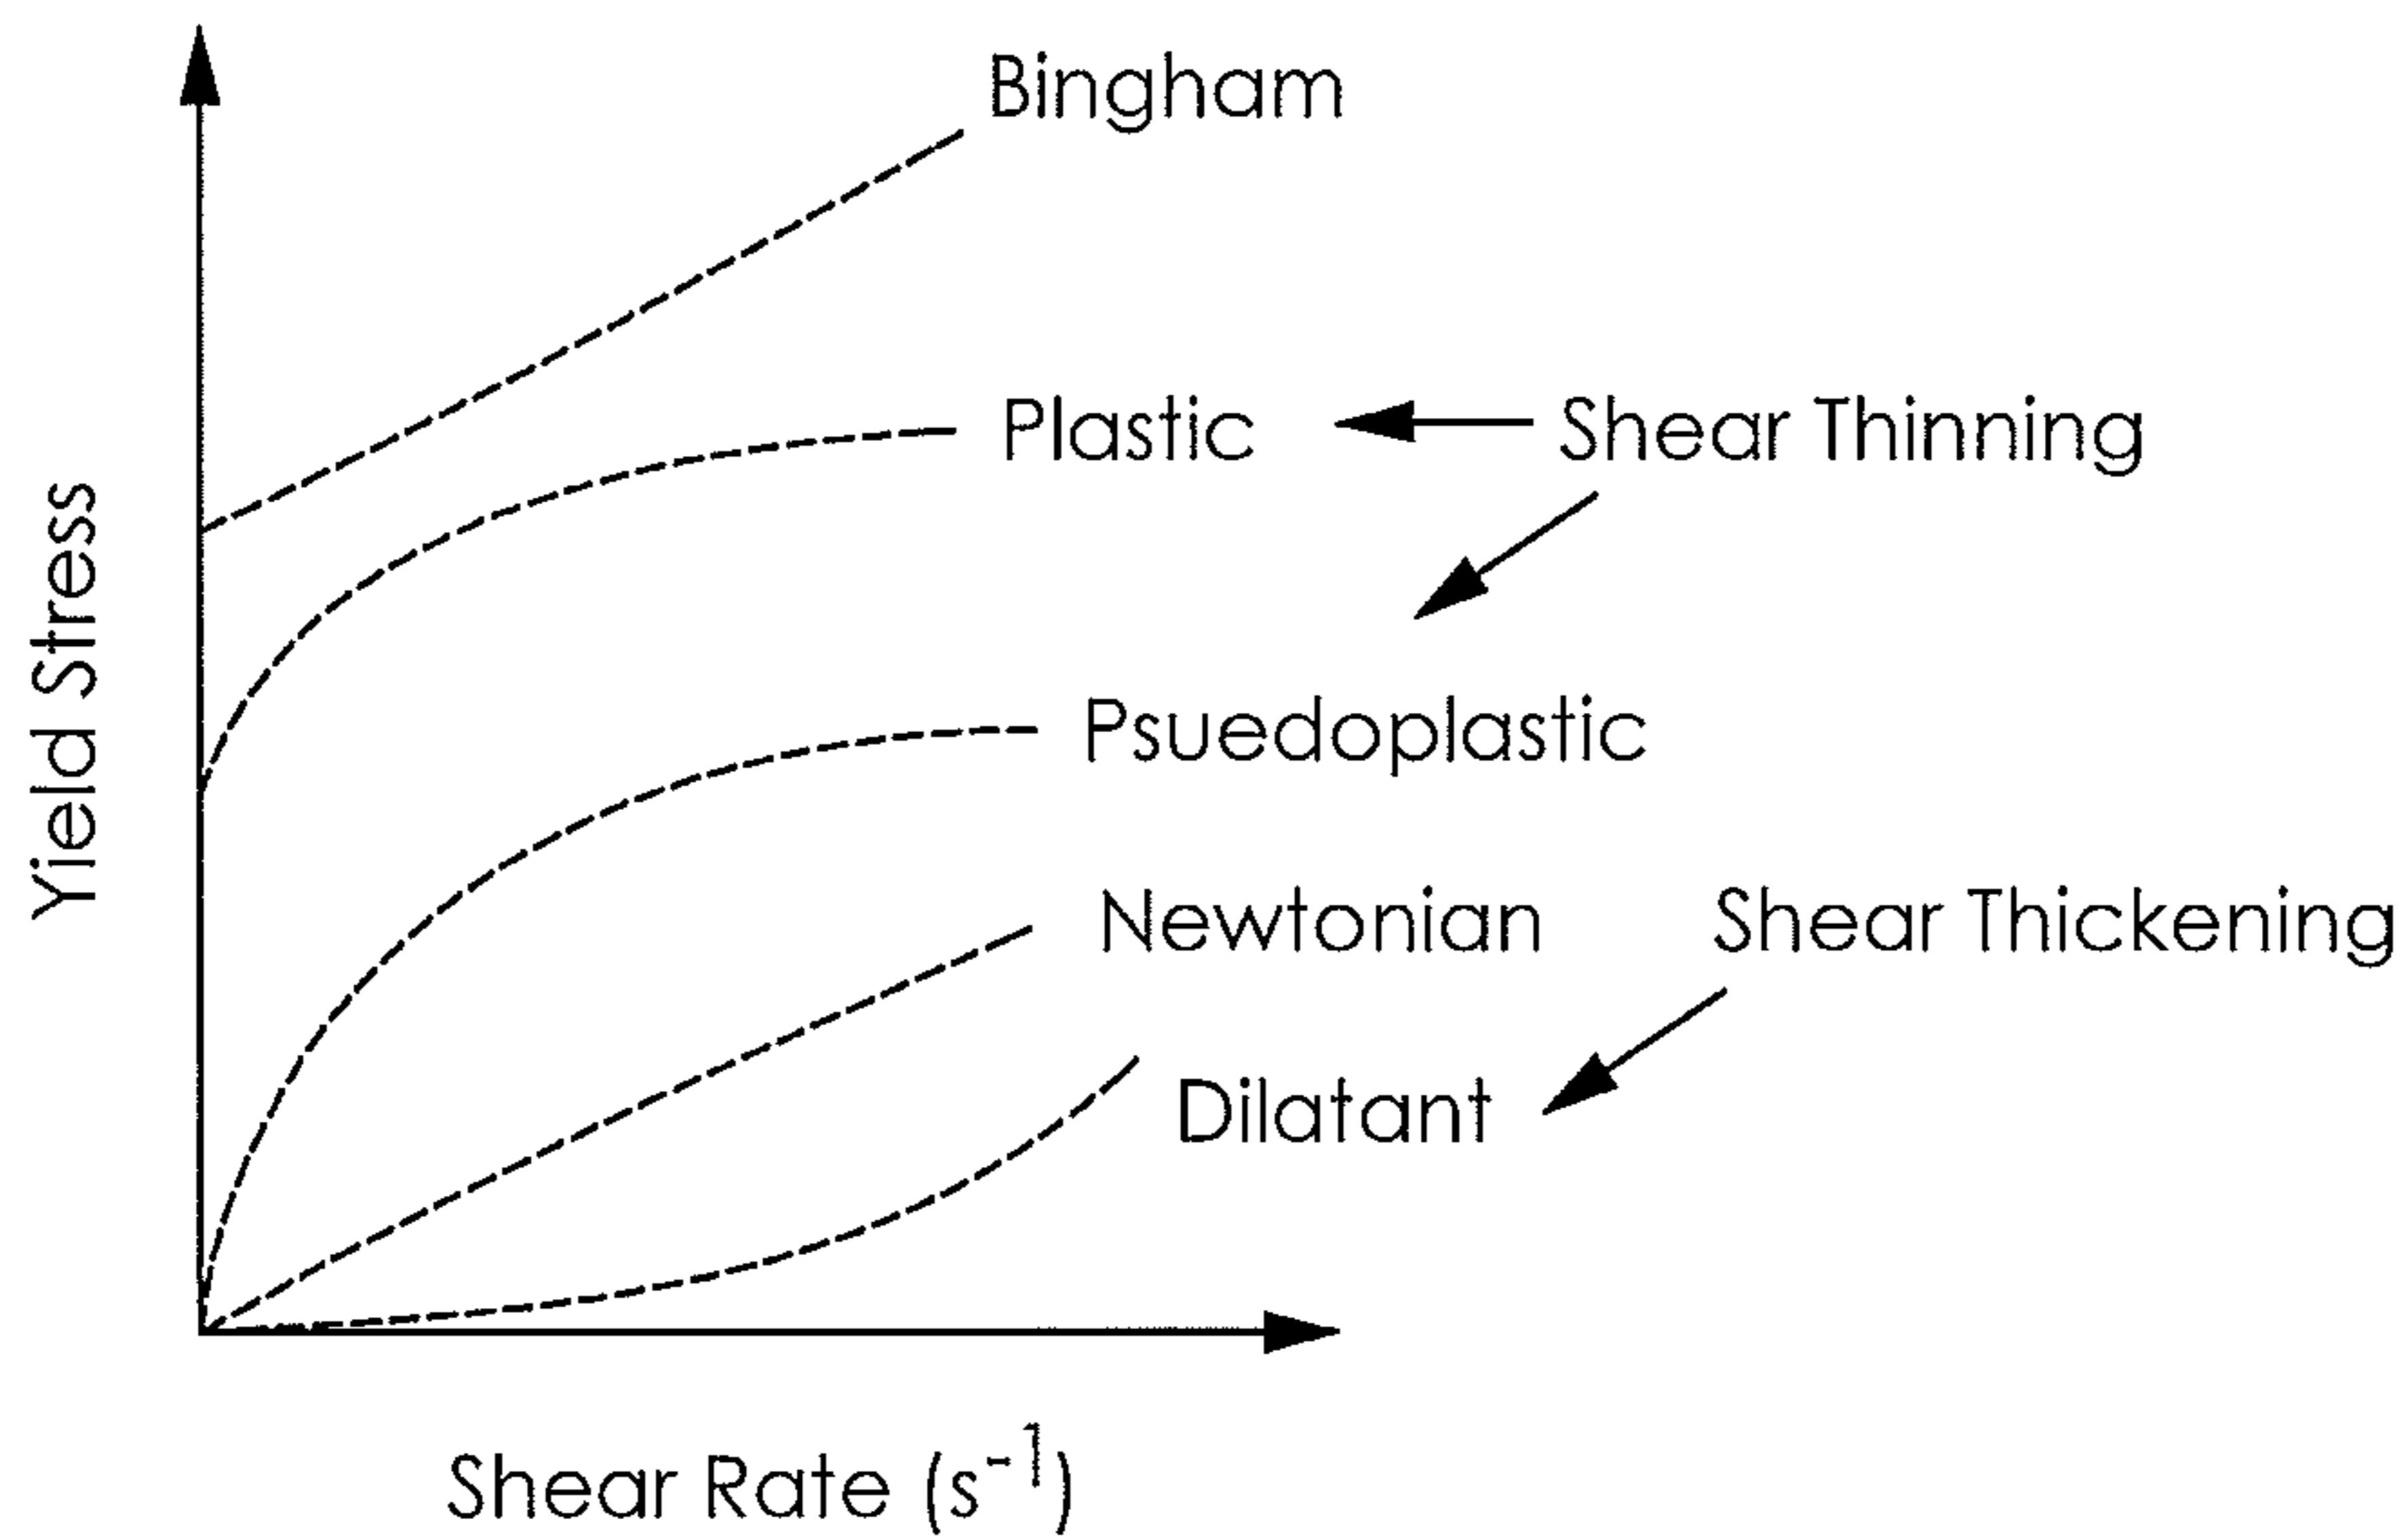 Bingham
Plastic
Shear Thinning
Yield Stress
Psuedoplastic
Newtonian
Shear Thickening
Dilatant
Shear Rate (s⁻¹)